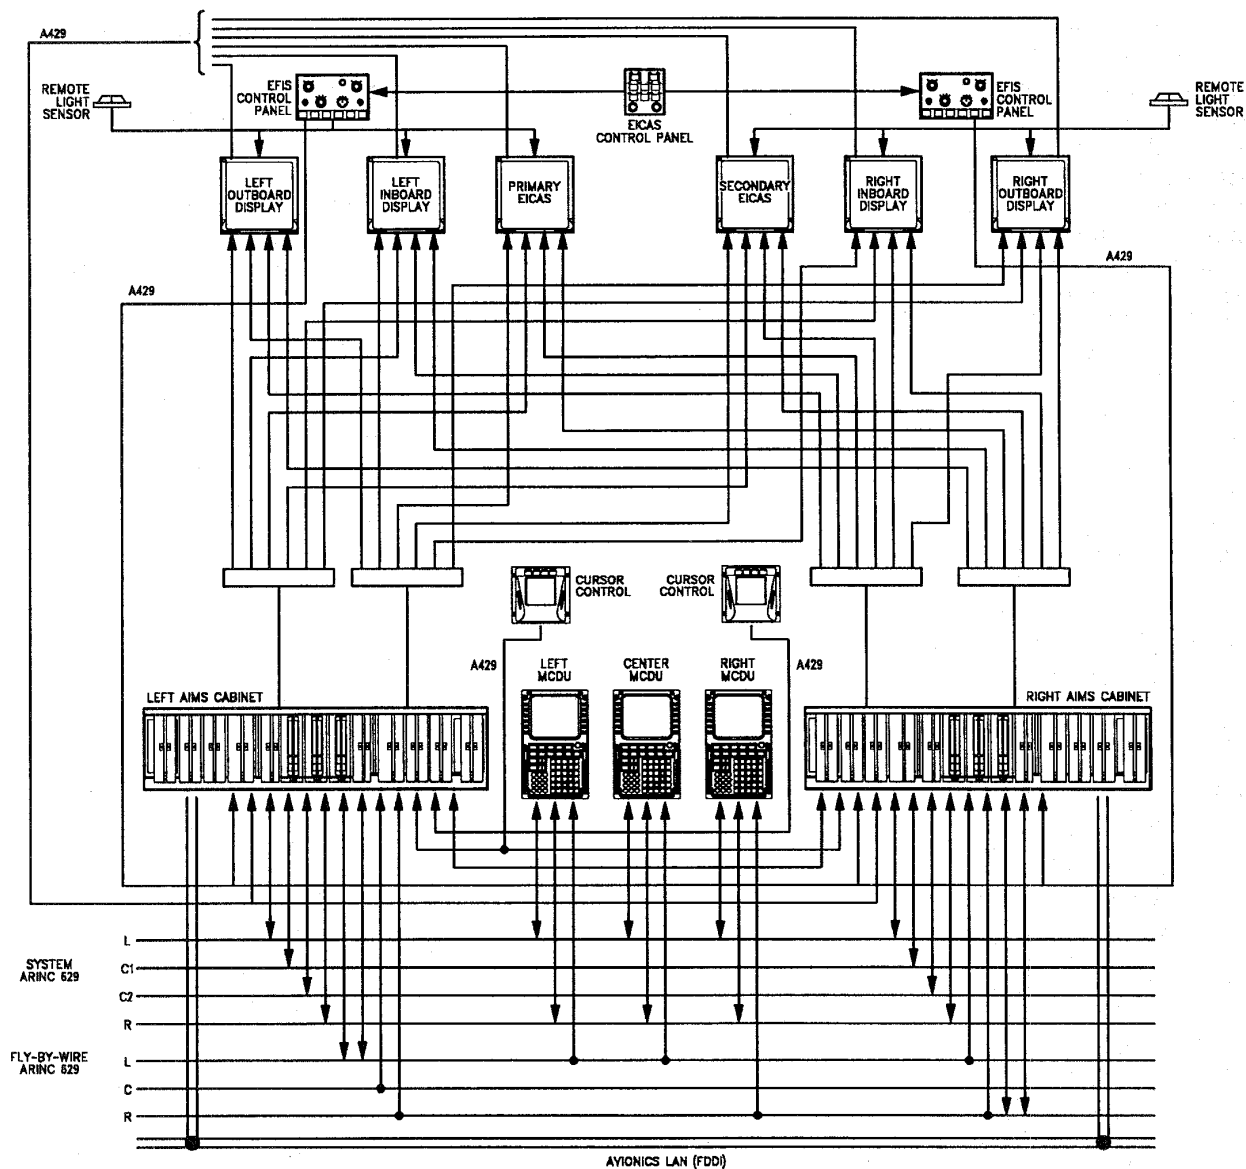 A429
REMOTE
LIGHT
SENSOR
EFIS
CONTROL
PANEL
EICAS
CONTROL PANEL
EFIS
CONTROL
PANEL
REMOTE
LIGHT
SENSOR
LEFT
OUTBOARD
DISPLAY
LEFT
INBOARD
DISPLAY
PRIMARY
EICAS
SECONDARY
EICAS
RIGHT
INBOARD
DISPLAY
RIGHT
OUTBOARD
DISPLAY
A429
A429
CURSOR
CONTROL
CURSOR
CONTROL
A429
LEFT
MCDU
CENTER
MCDU
RIGHT
MCDU
A429
LEFT AIMS CABINET
RIGHT AIMS CABINET
SYSTEM
ARINC 629
L
C1
C2
R
FLY-BY-WIRE
ARINC 629
L
C
R
AVIONICS LAN (FDDI)